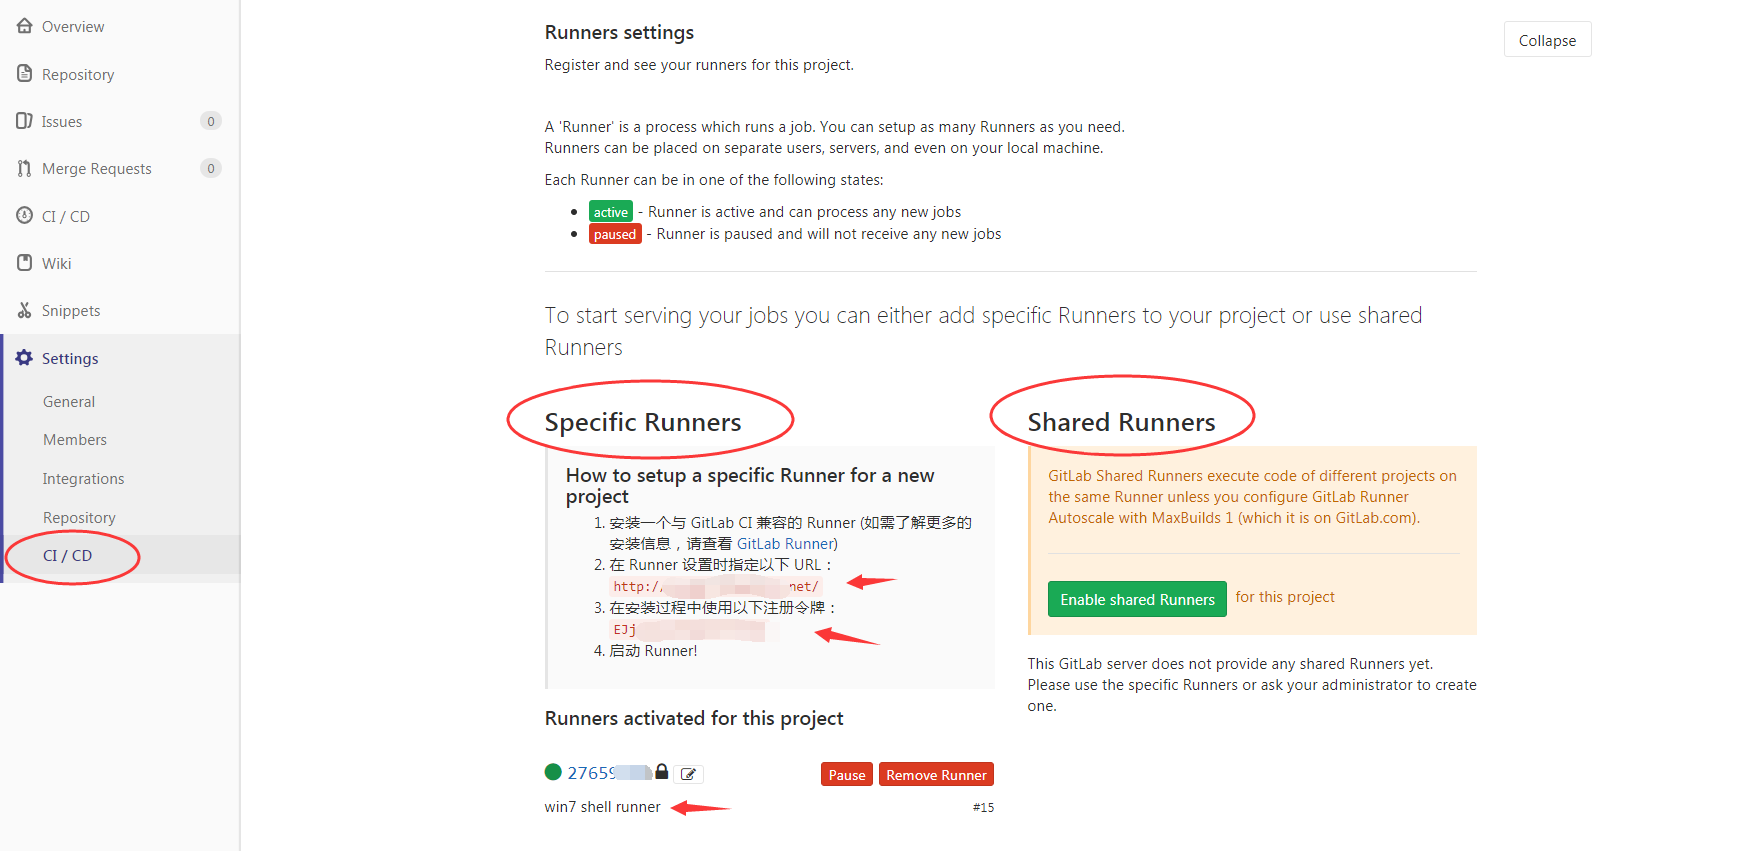 Overview
Repository
Issues 0
Merge Requests 0
CI / CD
Wiki
Snippets
Settings
General
Members
Integrations
Repository
CI / CD
Runners settings
Collapse
Register and see your runners for this project.
A 'Runner' is a process which runs a job. You can setup as many Runners as you need.
Runners can be placed on separate users, servers, and even on your local machine.
Each Runner can be in one of the following states:
active - Runner is active and can process any new jobs
paused - Runner is paused and will not receive any new jobs
To start serving your jobs you can either add specific Runners to your project or use shared
Runners
Specific Runners
How to setup a specific Runner for a new
project
1. 安装一个与 GitLab CI 兼容的 Runner (如需了解更多的
安装信息，请查看 GitLab Runner)
2. 在 Runner 设置时指定以下 URL：
http:/ net/
3. 在安装过程中使用以下注册令牌：
EJj
4. 启动 Runner!
Runners activated for this project
27659 Pause Remove Runner
win7 shell runner #15
Shared Runners
GitLab Shared Runners execute code of different projects on
the same Runner unless you configure GitLab Runner
Autoscale with MaxBuilds 1 (which it is on GitLab.com).
Enable shared Runners for this project
This GitLab server does not provide any shared Runners yet.
Please use the specific Runners or ask your administrator to create
one.